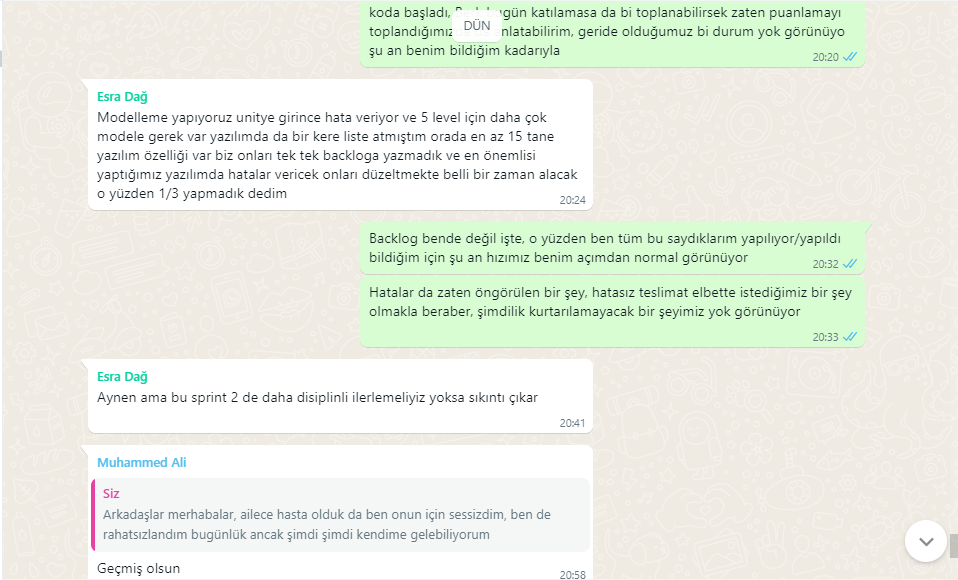 koda başladı, bugün katılamasa da bi toplanabilirsek zaten puanlamayı
DÜN
toplandığımız şu an benim bildiğim kadarıyla geride olduğumuz bi durum yok görünüyo
şu an benim bildiğim kadarıyla
20:20
Esra Dağ
Modelleme yapıyoruz unitye girince hata veriyor ve 5 level için daha çok
modele gerek var yazılımda da bir kere liste atmıştım orada en az 15 tane
yazılım özelliği var biz onları tek tek backloga yazmadık ve en önemlisi
yaptığımız yazılımda hatalar vericek onları düzeltmekte belli bir zaman alacak
o yüzden 1/3 yapmadık dedim
20:24
Backlog bende değil işte, o yüzden ben tüm bu saydıklarım yapılıyor/yapıldı
bildiğim için şu an hızımız benim açımdan normal görünüyor
20:32
Hatalar da zaten öngörülen bir şey, hatasız teslimat elbette istediğimiz bir şey
olmakla beraber, şimdilik kurtarılamayacak bir şeyimiz yok görünüyor
20:33
Esra Dağ
Aynen ama bu sprint 2 de daha disiplinli ilerlemeliyiz yoksa sıkıntı çıkar
20:41
Muhammed Ali
Siz
Arkadaşlar merhabalar, ailece hasta olduk da ben onun için sessizdim, ben de
rahatsızlandım bugünlük ancak şimdi şimdi kendime gelebiliyorum
Geçmiş olsun
20:58